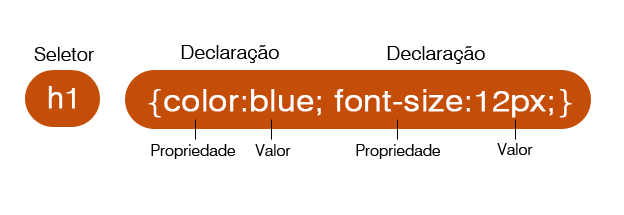 Seletor Declaração Declaração
h1 {color:blue; font-size:12px;}
Propriedade Valor Propriedade Valor